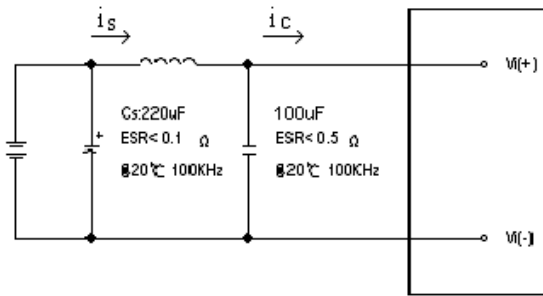 is
ic
Vi(+)
Cs:220uF
ESR< 0.1 Ω
@20℃ 100KHz
100uF
ESR< 0.5 Ω
@20℃ 100KHz
+
Vi(-)